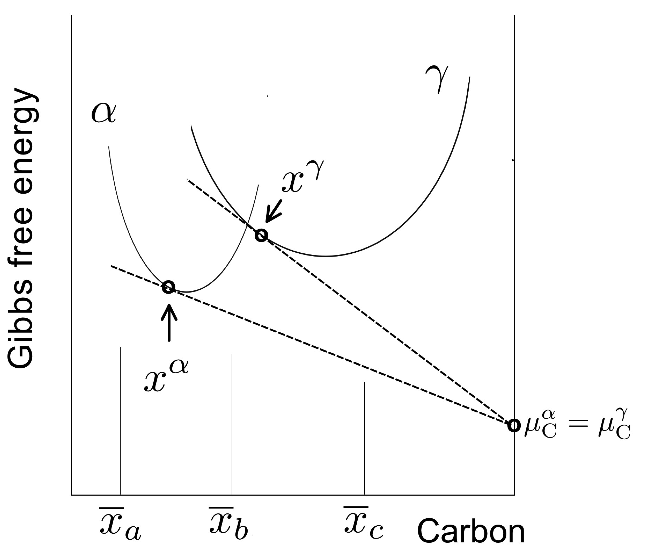 Gibbs free energy
α
γ
x^γ
x^α
μ_C^α = μ_C^γ
x̅_a
x̅_b
x̅_c
Carbon